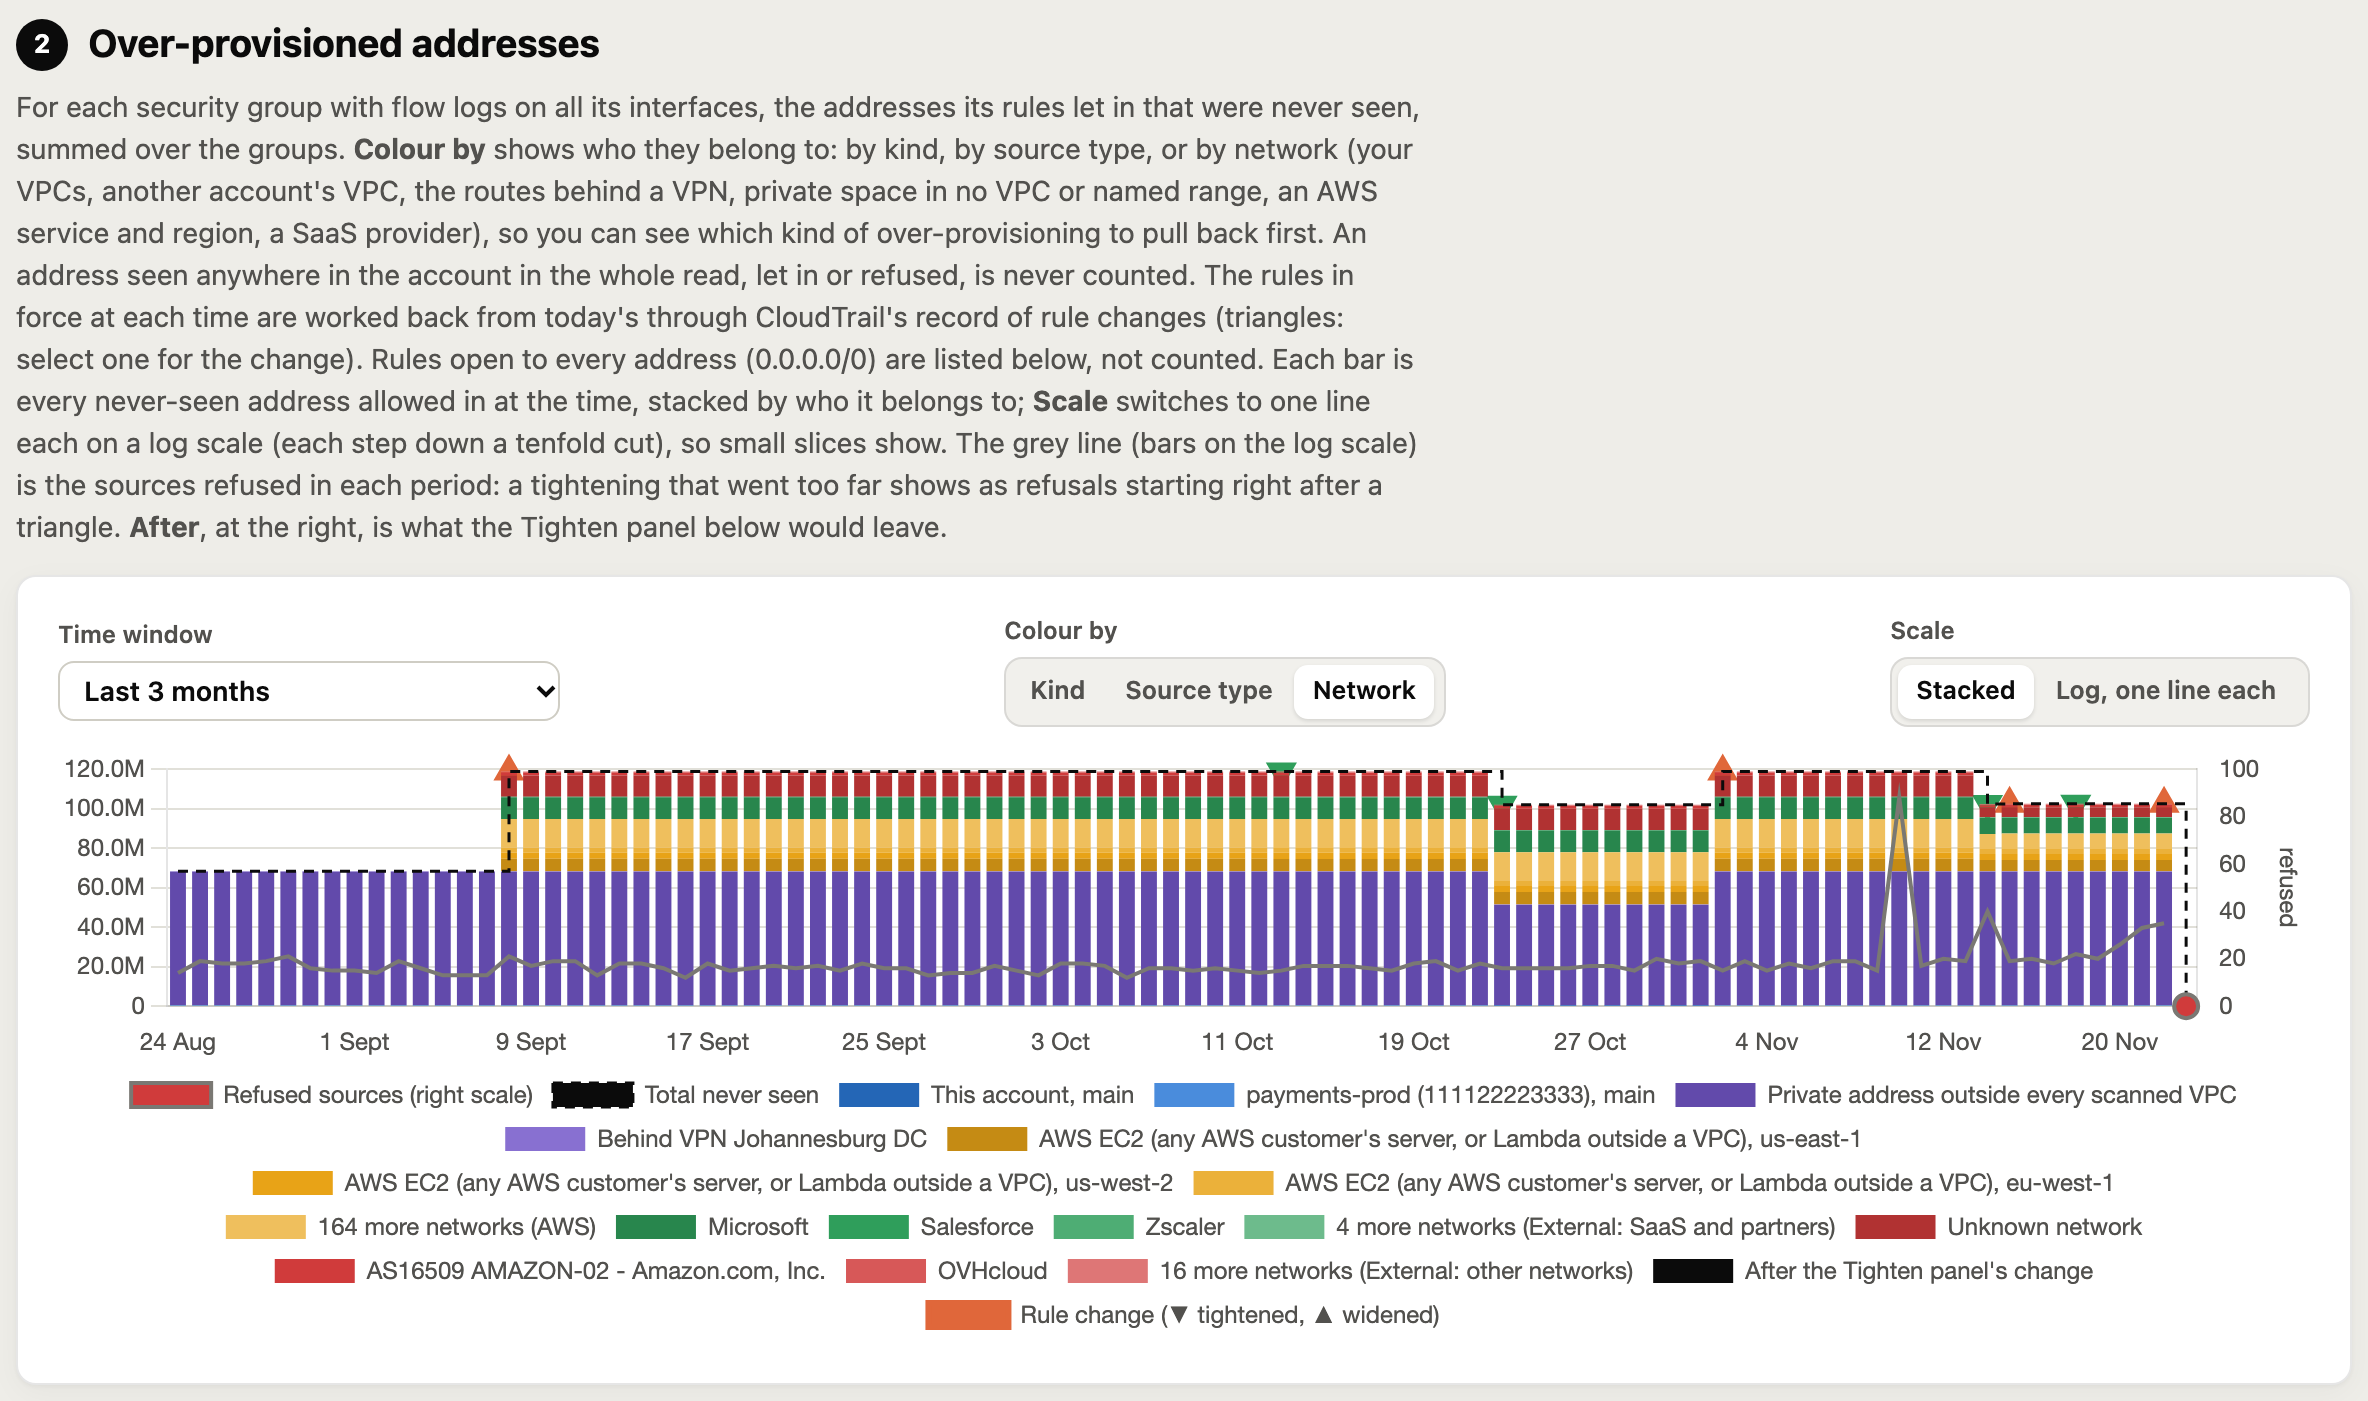 2 Over-provisioned addresses
For each security group with flow logs on all its interfaces, the addresses its rules let in that were never seen,
summed over the groups. Colour by shows who they belong to: by kind, by source type, or by network (your
VPCs, another account's VPC, the routes behind a VPN, private space in no VPC or named range, an AWS
service and region, a SaaS provider), so you can see which kind of over-provisioning to pull back first. An
address seen anywhere in the account in the whole read, let in or refused, is never counted. The rules in
force at each time are worked back from today's through CloudTrail's record of rule changes (triangles:
select one for the change). Rules open to every address (0.0.0.0/0) are listed below, not counted. Each bar is
every never-seen address allowed in at the time, stacked by who it belongs to; Scale switches to one line
each on a log scale (each step down a tenfold cut), so small slices show. The grey line (bars on the log scale)
is the sources refused in each period: a tightening that went too far shows as refusals starting right after a
triangle. After, at the right, is what the Tighten panel below would leave.
Time window
Colour by
Scale
Last 3 months
Kind Source type Network
Stacked Log, one line each
120.0M
100.0M
80.0M
60.0M
40.0M
20.0M
0
100
80
60
40
20
0
refused
24 Aug 1 Sept 9 Sept 17 Sept 25 Sept 3 Oct 11 Oct 19 Oct 27 Oct 4 Nov 12 Nov 20 Nov
Refused sources (right scale) Total never seen This account, main payments-prod (111122223333), main Private address outside every scanned VPC
Behind VPN Johannesburg DC AWS EC2 (any AWS customer's server, or Lambda outside a VPC), us-east-1
AWS EC2 (any AWS customer's server, or Lambda outside a VPC), us-west-2 AWS EC2 (any AWS customer's server, or Lambda outside a VPC), eu-west-1
164 more networks (AWS) Microsoft Salesforce Zscaler 4 more networks (External: SaaS and partners) Unknown network
AS16509 AMAZON-02 - Amazon.com, Inc. OVHcloud 16 more networks (External: other networks) After the Tighten panel's change
Rule change (▼ tightened, ▲ widened)